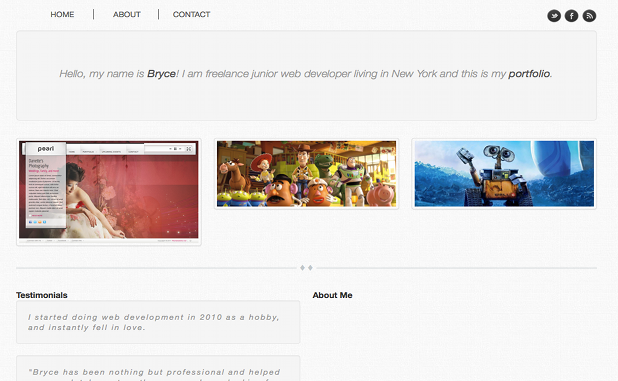 HOME
ABOUT
CONTACT
Hello, my name is Bryce! I am freelance junior web developer living in New York and this is my portfolio.
pearl
Photography
Testimonials
About Me
I started doing web development in 2010 as a hobby,
and instantly fell in love.
"Bryce has been nothing but professional and helped